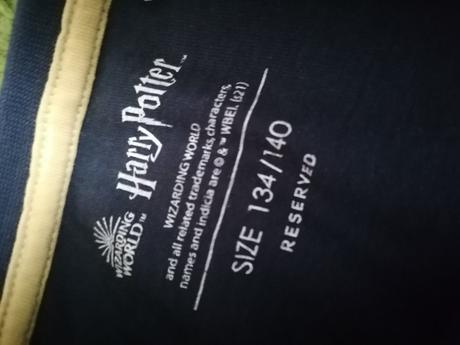 WIZARDING
WORLD™
Harry Potter™
WIZARDING WORLD
and all related trademarks, characters,
names and indicia are © & ™ WBEI. (s21)
SIZE 134/140
RESERVED